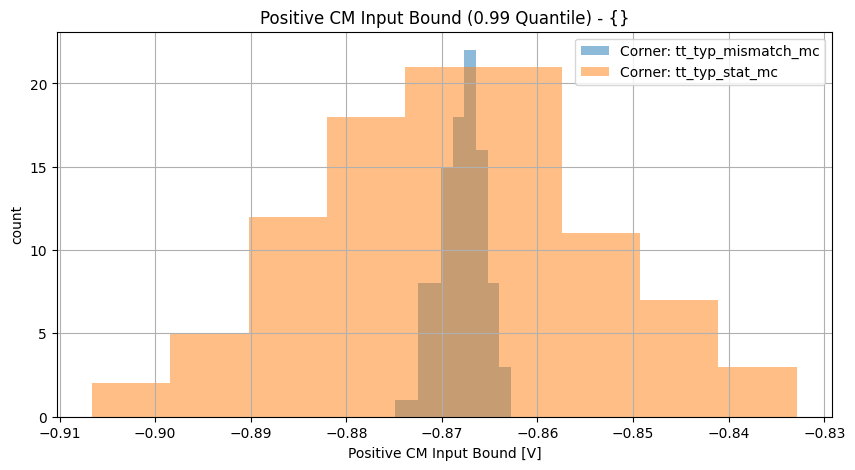 Positive CM Input Bound (0.99 Quantile) - {}
Corner: tt_typ_mismatch_mc
Corner: tt_typ_stat_mc
count
20
15
10
5
0
−0.91 −0.90 −0.89 −0.88 −0.87 −0.86 −0.85 −0.84 −0.83
Positive CM Input Bound [V]